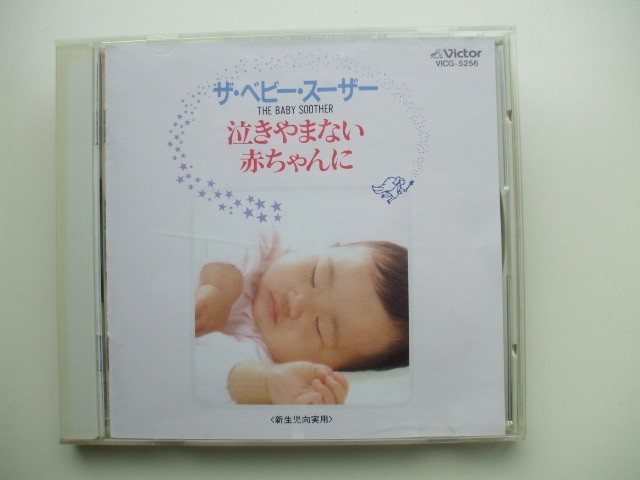 Victor
VICG-5256
ザ・ベビー・スーザー
THE BABY SOOTHER
泣きやまない
赤ちゃんに
<新生児向実用>